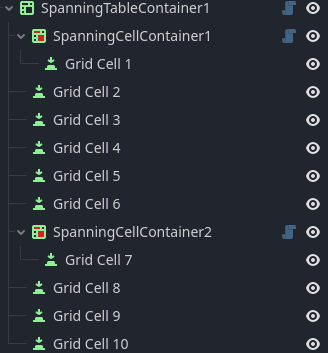 SpanningTableContainer1
SpanningCellContainer1
Grid Cell 1
Grid Cell 2
Grid Cell 3
Grid Cell 4
Grid Cell 5
Grid Cell 6
SpanningCellContainer2
Grid Cell 7
Grid Cell 8
Grid Cell 9
Grid Cell 10